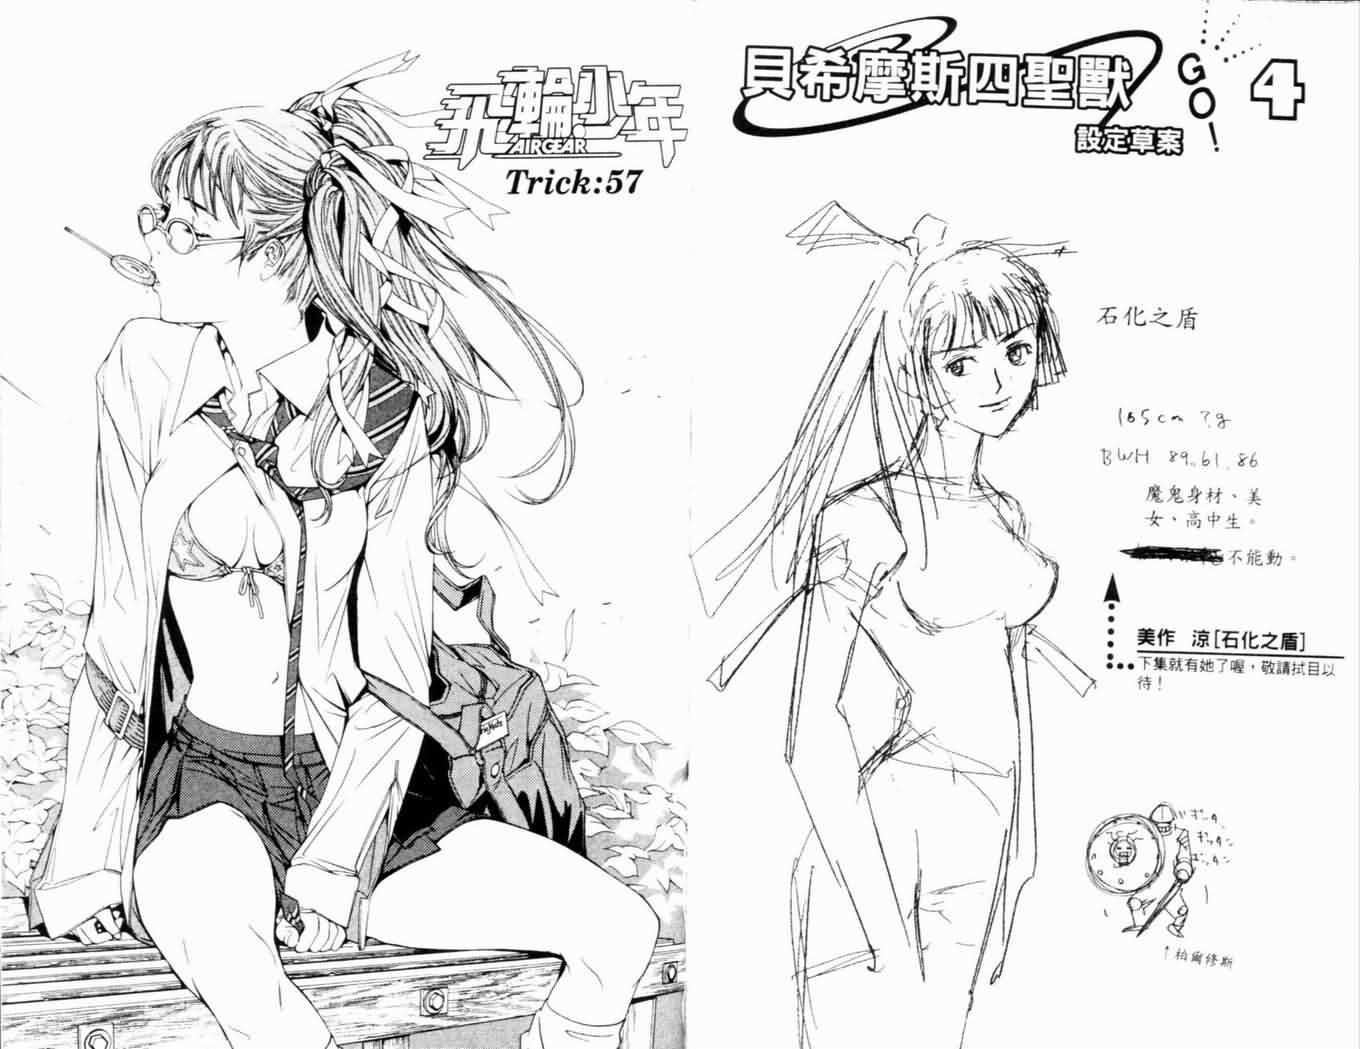 飛輪少年
AIRGEAR
Trick:57
貝希摩斯四聖獸
GO!
4
設定草案
石化之盾
165cm ?g
BWH 89.61.86
魔鬼身材、美
女、高中生。
不能動。
美作 涼[石化之盾]
下集就有她了喔，敬請拭目以
待！
↑柏爾修斯